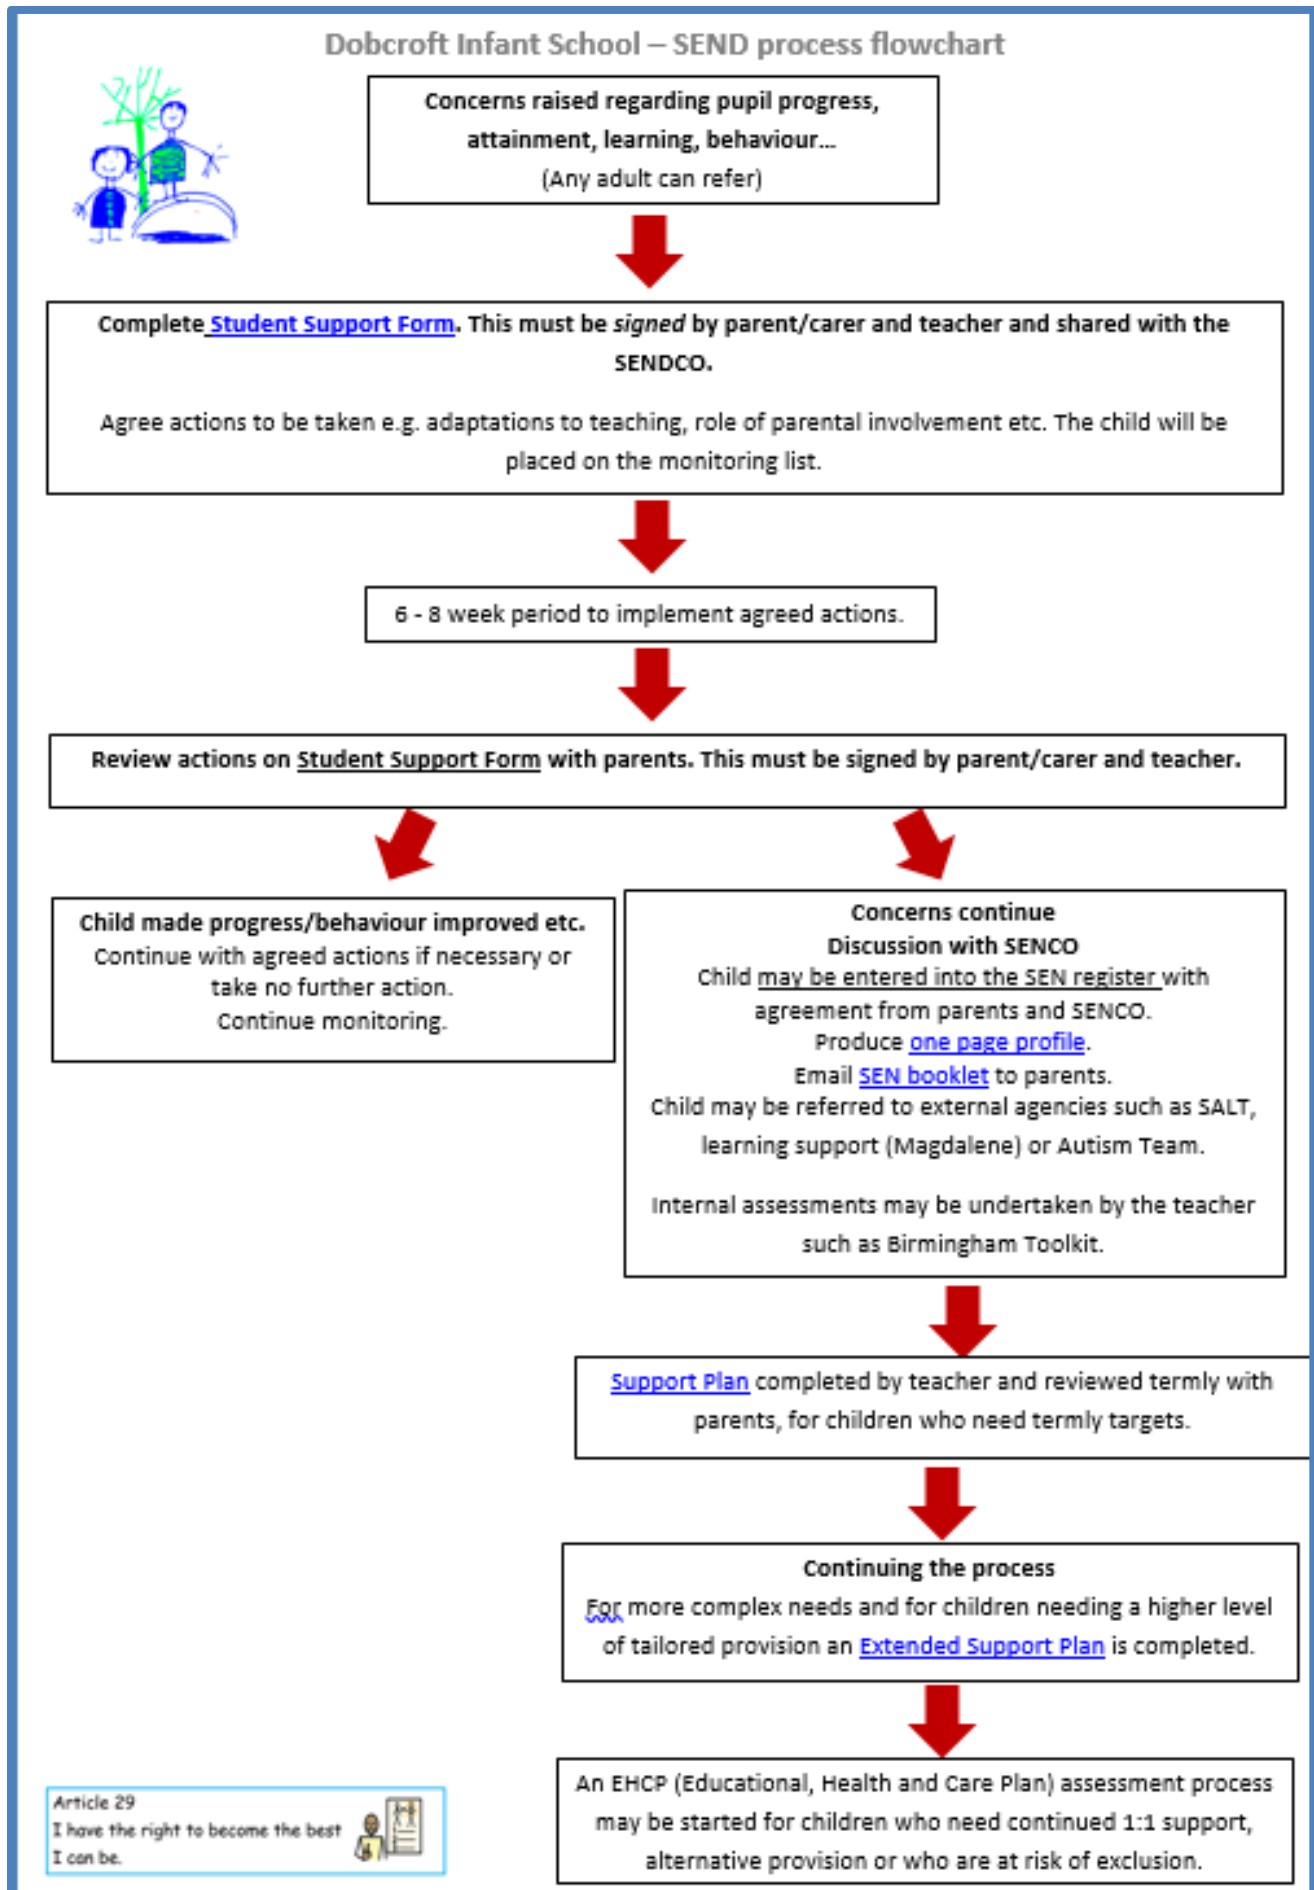 Dobcroft Infant School – SEND process flowchart
Concerns raised regarding pupil progress,
attainment, learning, behaviour...
(Any adult can refer)
Complete Student Support Form. This must be signed by parent/carer and teacher and shared with the
SENDCO.
Agree actions to be taken e.g. adaptations to teaching, role of parental involvement etc. The child will be
placed on the monitoring list.
6 - 8 week period to implement agreed actions.
Review actions on Student Support Form with parents. This must be signed by parent/carer and teacher.
Child made progress/behaviour improved etc.
Continue with agreed actions if necessary or
take no further action.
Continue monitoring.
Concerns continue
Discussion with SENCO
Child may be entered into the SEN register with
agreement from parents and SENCO.
Produce one page profile.
Email SEN booklet to parents.
Child may be referred to external agencies such as SALT,
learning support (Magdalene) or Autism Team.
Internal assessments may be undertaken by the teacher
such as Birmingham Toolkit.
Support Plan completed by teacher and reviewed termly with
parents, for children who need termly targets.
Continuing the process
For more complex needs and for children needing a higher level
of tailored provision an Extended Support Plan is completed.
An EHCP (Educational, Health and Care Plan) assessment process
may be started for children who need continued 1:1 support,
alternative provision or who are at risk of exclusion.
Article 29
I have the right to become the best
I can be.